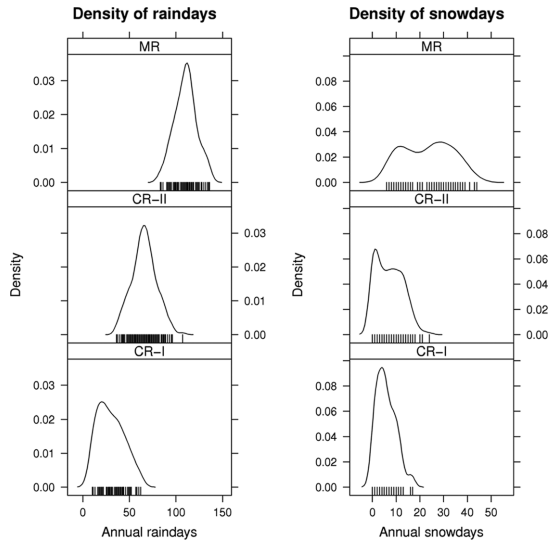 Density of raindays
MR
0.03
0.02
0.01
0.00
CR−II
0.03
0.02
0.01
0.00
CR−I
0.03
0.02
0.01
0.00
0 50 100 150
Annual raindays
Density
Density of snowdays
MR
0.08
0.06
0.04
0.02
0.00
CR−II
0.08
0.06
0.04
0.02
0.00
CR−I
0.08
0.06
0.04
0.02
0.00
0 10 20 30 40 50
Annual snowdays
Density